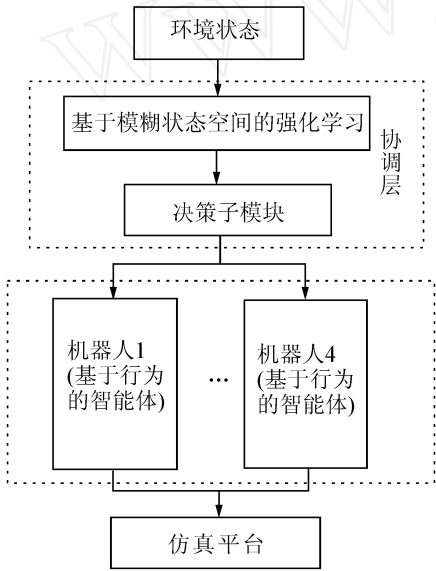 环境状态
基于模糊状态空间的强化学习
协调层
决策子模块
机器人1
(基于行为
的智能体)
...
机器人4
(基于行为
的智能体)
仿真平台